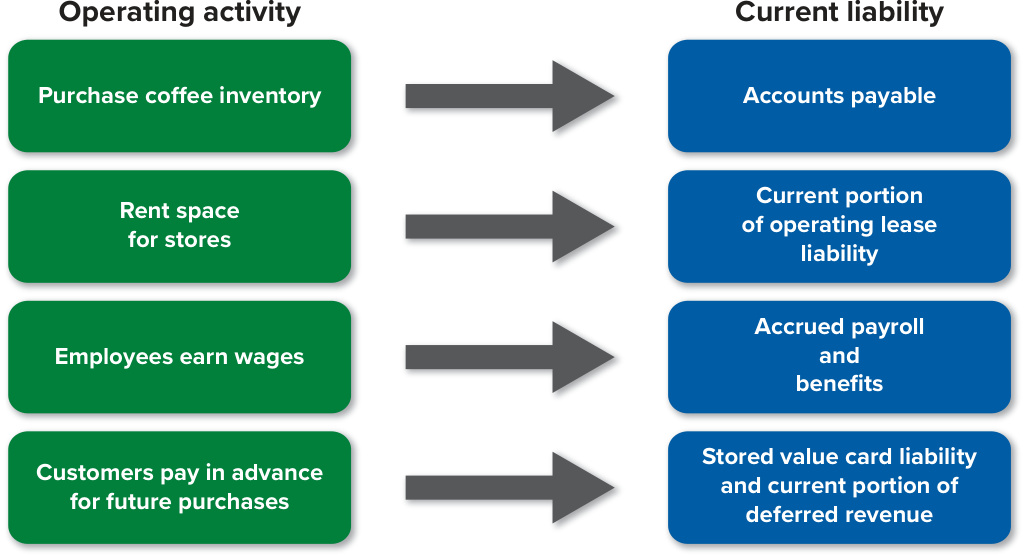 Operating activity
Current liability
Purchase coffee inventory
Accounts payable
Rent space
for stores
Current portion
of operating lease
liability
Employees earn wages
Accrued payroll
and
benefits
Customers pay in advance
for future purchases
Stored value card liability
and current portion of
deferred revenue